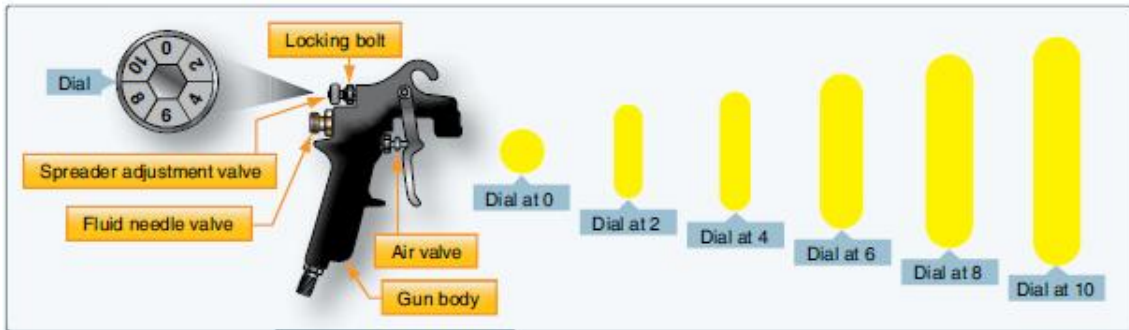 Locking bolt
Dial
0
2
4
6
8
10
Spreader adjustment valve
Fluid needle valve
Air valve
Gun body
Dial at 0
Dial at 2
Dial at 4
Dial at 6
Dial at 8
Dial at 10